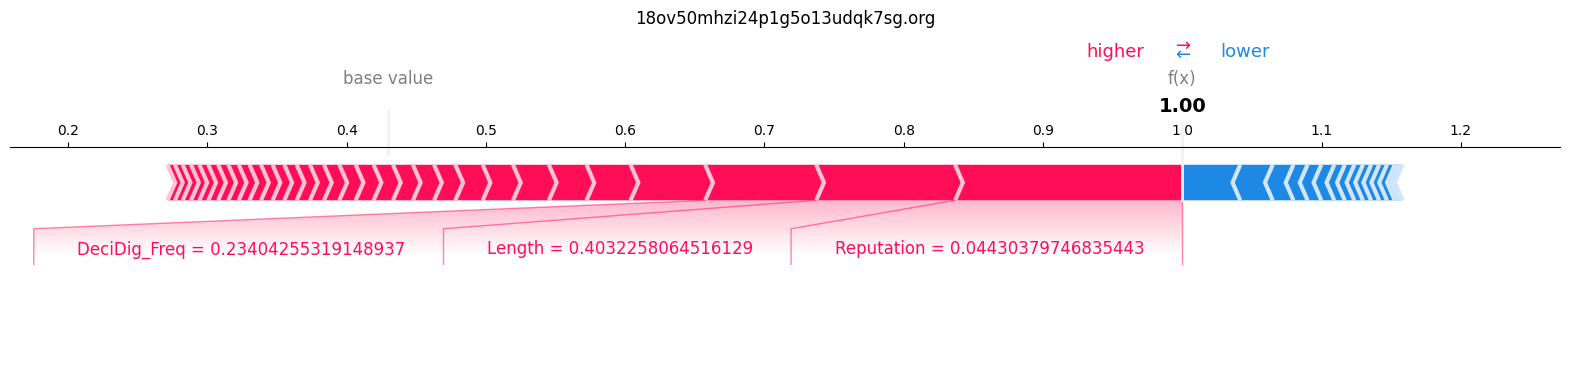 18ov50mhzi24p1g5o13udqk7sg.org
higher ⇄ lower
base value f(x)
1.00
0.2 0.3 0.4 0.5 0.6 0.7 0.8 0.9 1.0 1.1 1.2
DeciDig_Freq = 0.23404255319148937 Length = 0.4032258064516129 Reputation = 0.04430379746835443